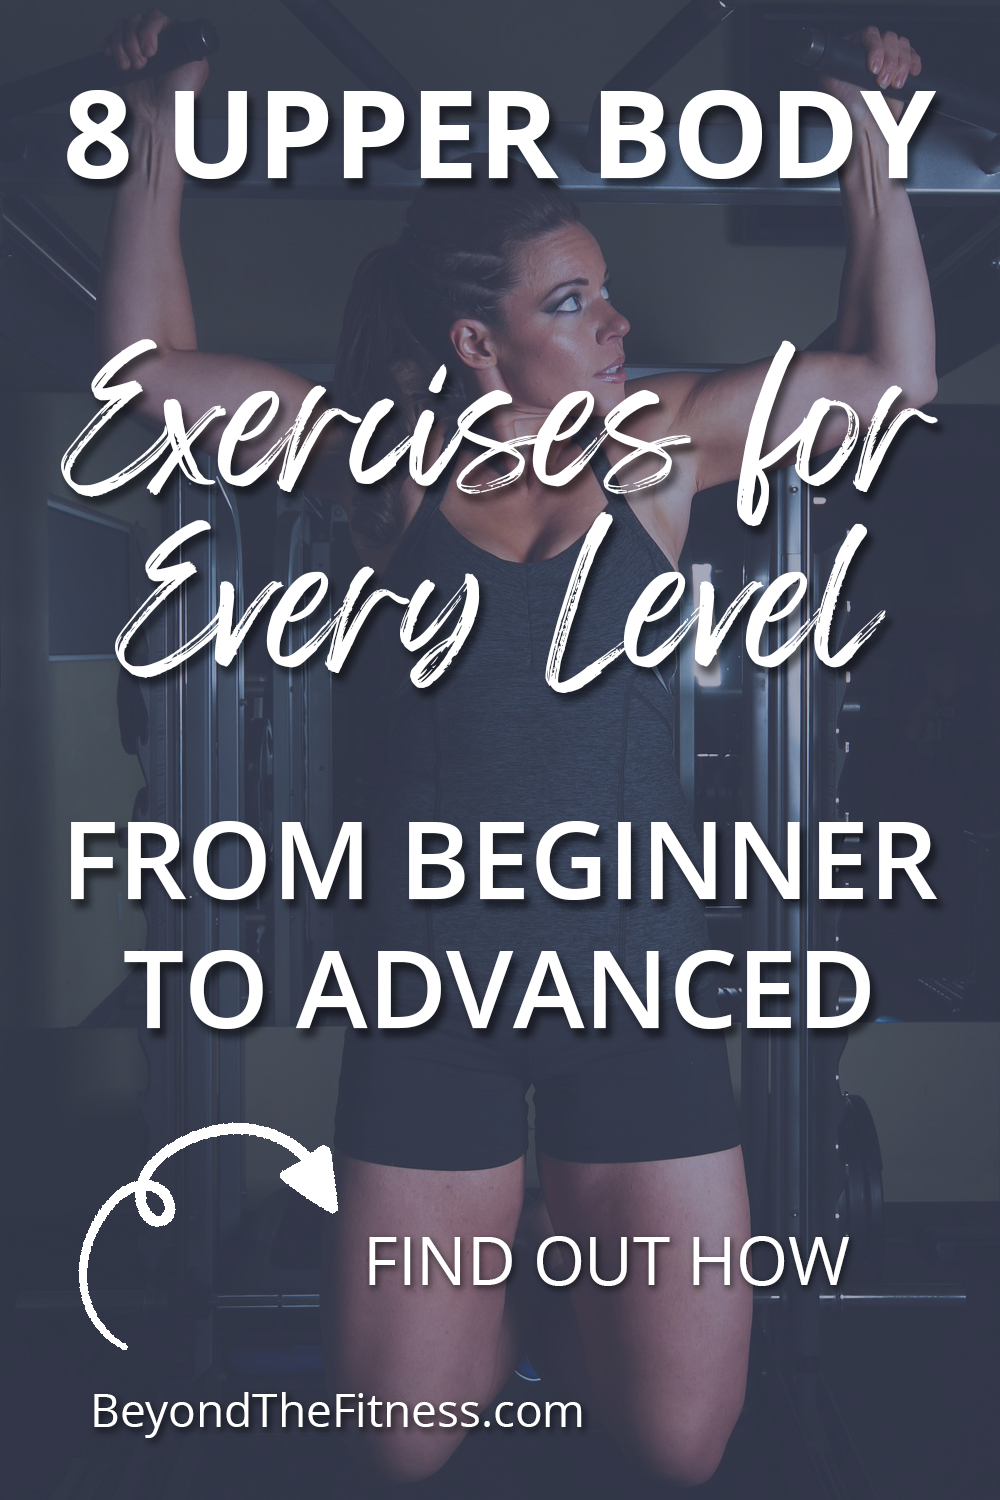 8 UPPER BODY
Exercises for
Every Level
FROM BEGINNER
TO ADVANCED
FIND OUT HOW
BeyondTheFitness.com